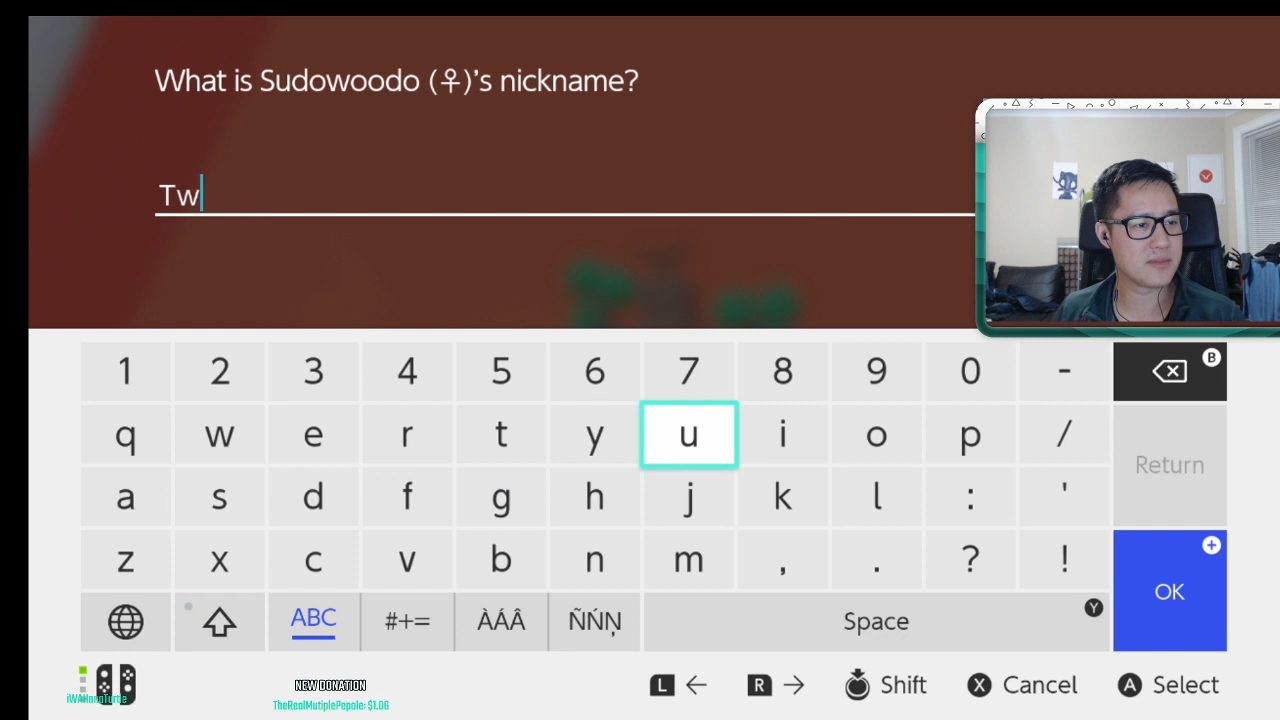 What is Sudowoodo (♀)'s nickname?
Tw
1 2 3 4 5 6 7 8 9 0 - B
q w e r t y u i o p /
Return
a s d f g h j k l : '
z x c v b n m , . ? ! +
OK
ABC #+= ÀÁÂ ÑŃŅ Space Y
L ← R → Shift X Cancel A Select
NEW DONATION
TheRealMutiplePepole: $1.06